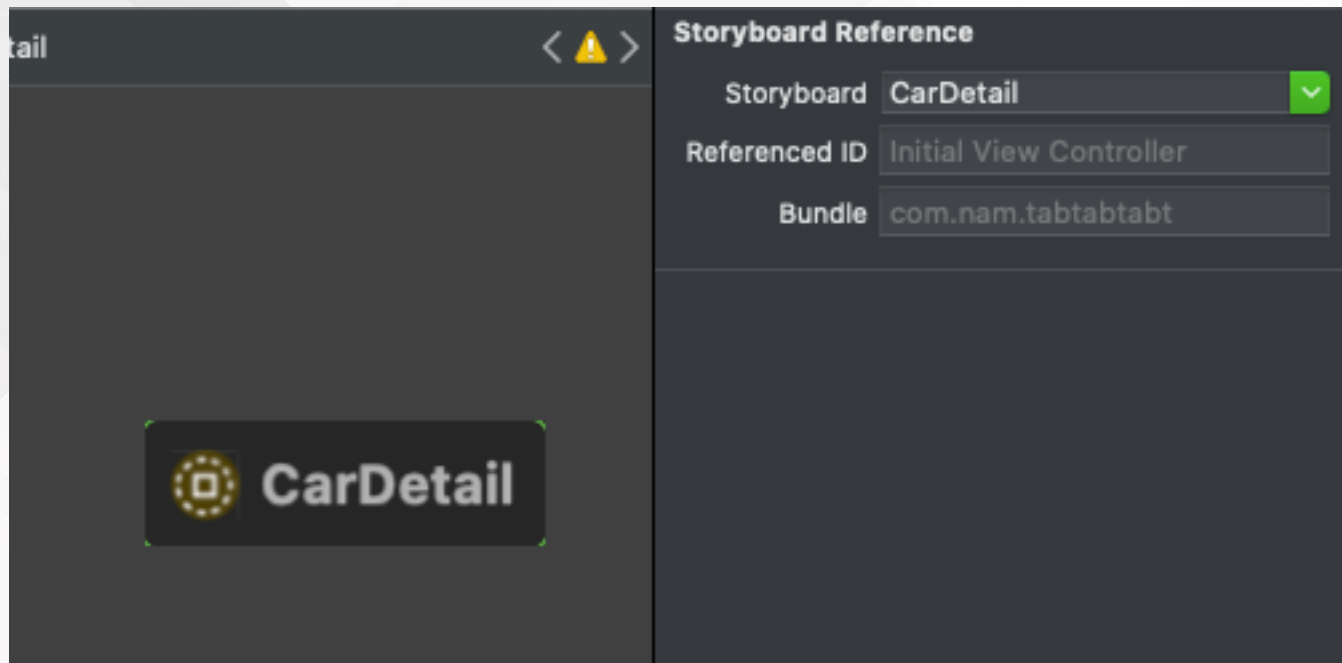 tail
Storyboard Reference
Storyboard CarDetail
Referenced ID Initial View Controller
Bundle com.nam.tabtabtabt
CarDetail